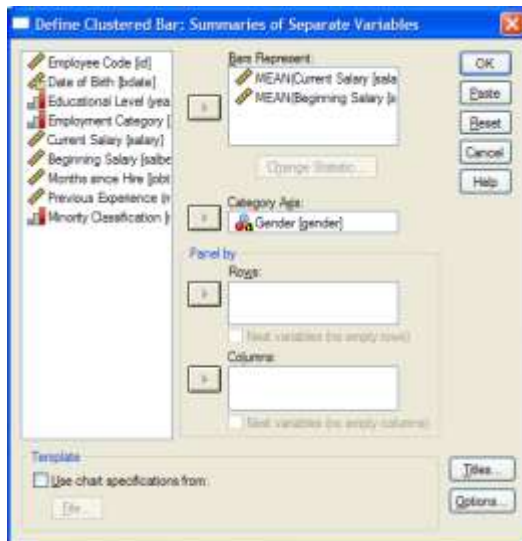 Define Clustered Bar: Summaries of Separate Variables
Employee Code [id]
Date of Birth [bdate]
Educational Level (yea
Employment Category [
Current Salary [salary]
Beginning Salary [salbe
Months since Hire [jobt
Previous Experience (m
Minority Classification [
Bars Represent:
MEAN(Current Salary [sala
MEAN(Beginning Salary [s
Change Statistic...
Category Axis:
Gender [gender]
Panel by
Rows:
Nest variables (no empty rows)
Columns:
Nest variables (no empty columns)
OK
Paste
Reset
Cancel
Help
Template
Use chart specifications from:
File...
Titles...
Options...